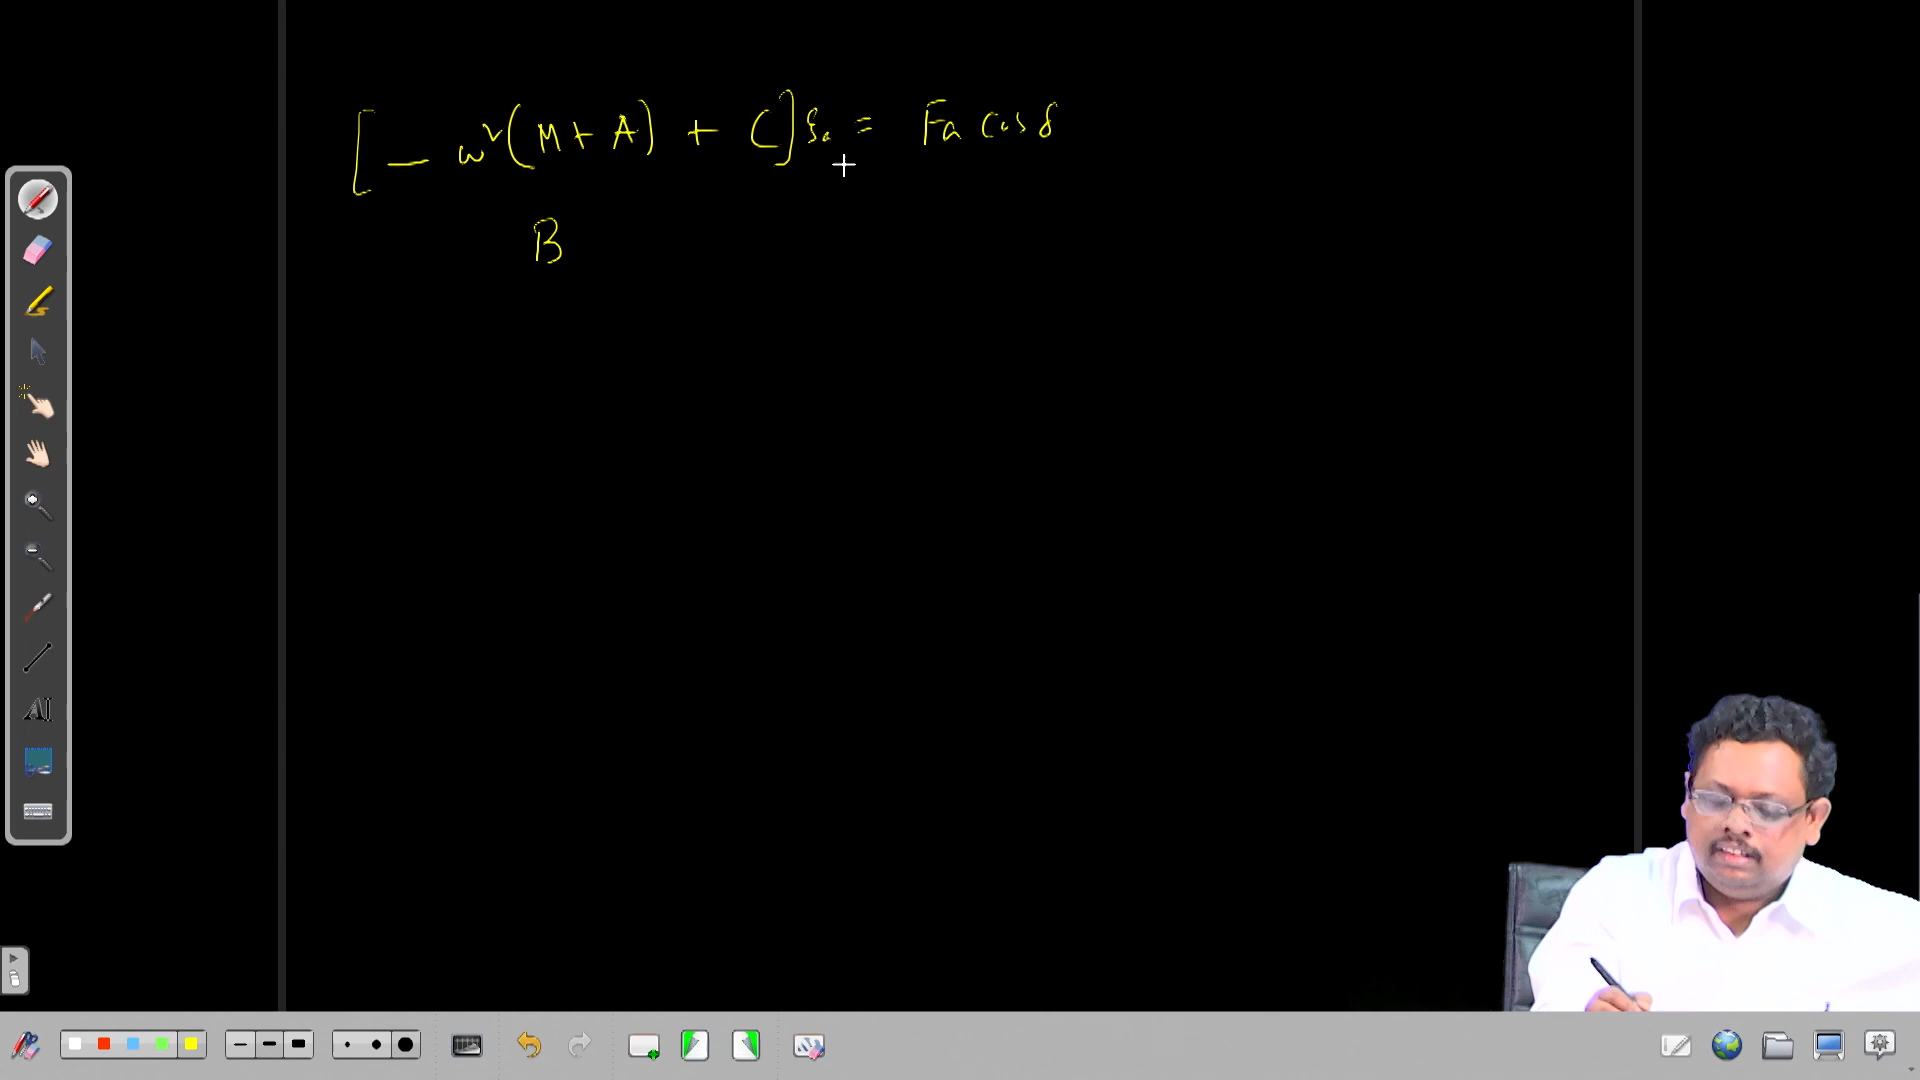 [- ω²(M + A) + C]ξₐ = Fa cos δ
B